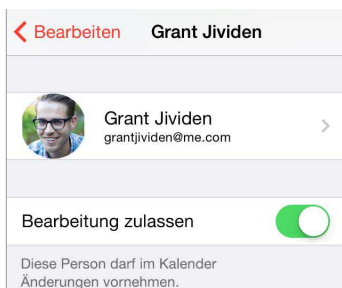 Bearbeiten Grant Jividen
Grant Jividen
grantjividen@me.com
Bearbeitung zulassen
Diese Person darf im Kalender
Änderungen vornehmen.